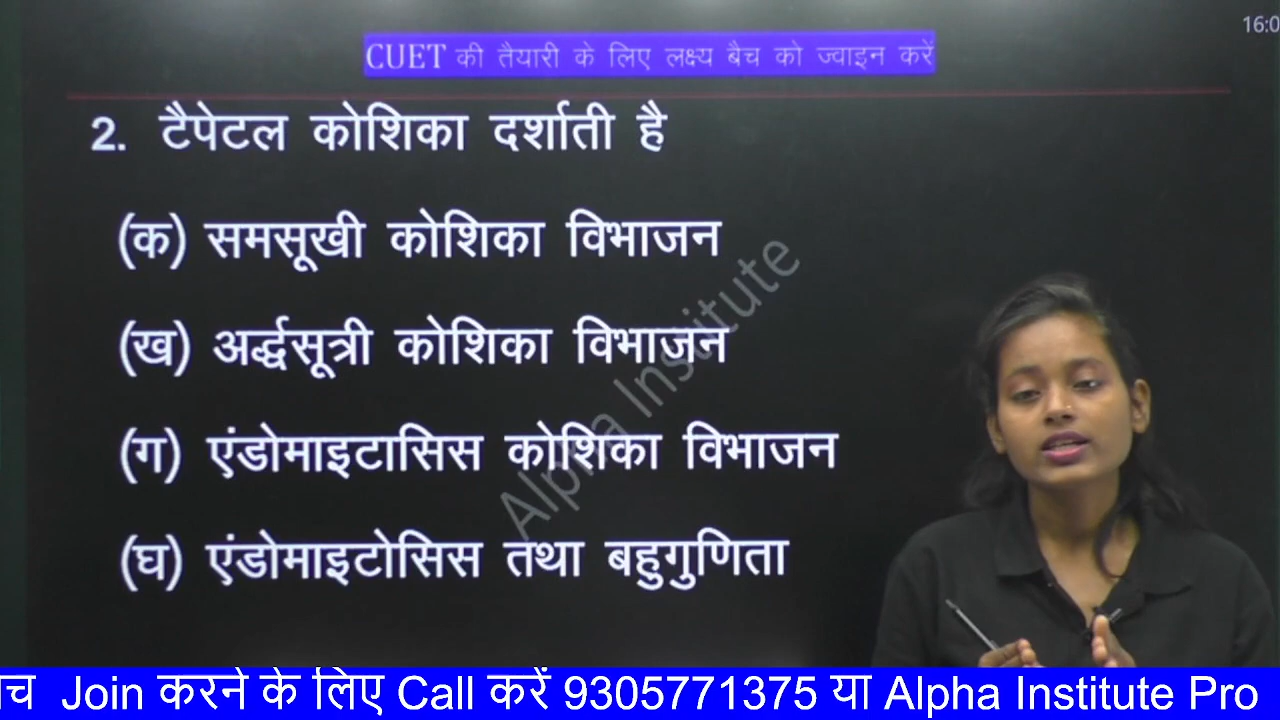 16:0
CUET की तैयारी के लिए लक्ष्य बैच को ज्वाइन करें
2. टैपेटल कोशिका दर्शाती है
(क) समसूखी कोशिका विभाजन
(ख) अर्द्धसूत्री कोशिका विभाजन
(ग) एंडोमाइटासिस कोशिका विभाजन
(घ) एंडोमाइटोसिस तथा बहुगुणिता
Alpha Institute
च Join करने के लिए Call करें 9305771375 या Alpha Institute Pro